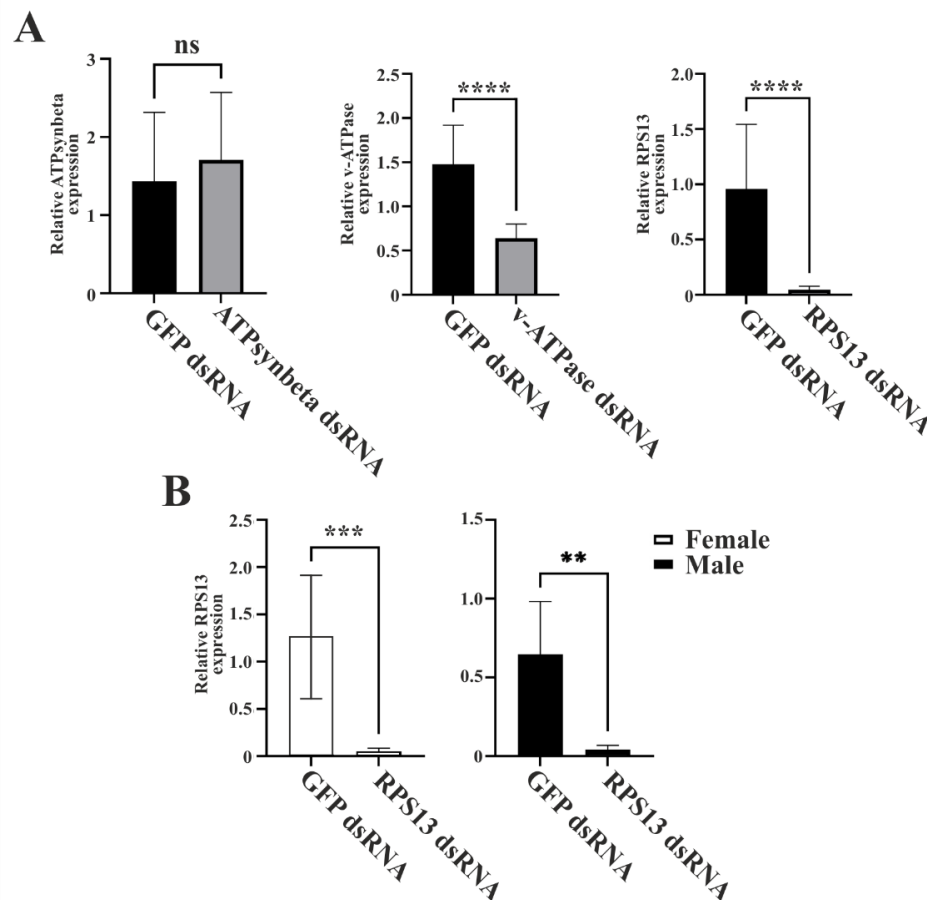 A
ns
3
2
1
0
Relative ATPsynbeta
expression
GFP dsRNA
ATPsynbeta dsRNA
****
2.5
2.0
1.5
1.0
0.5
0
Relative v-ATPase
expression
GFP dsRNA
v-ATPase dsRNA
****
2.0
1.5
1.0
0.5
0
Relative RPS13
expression
GFP dsRNA
RPS13 dsRNA
B
***
2.5
2.0
1.5
1.0
0.5
0
Relative RPS13
expression
GFP dsRNA
RPS13 dsRNA
**
1.5
1.0
0.5
0
GFP dsRNA
RPS13 dsRNA
Female
Male